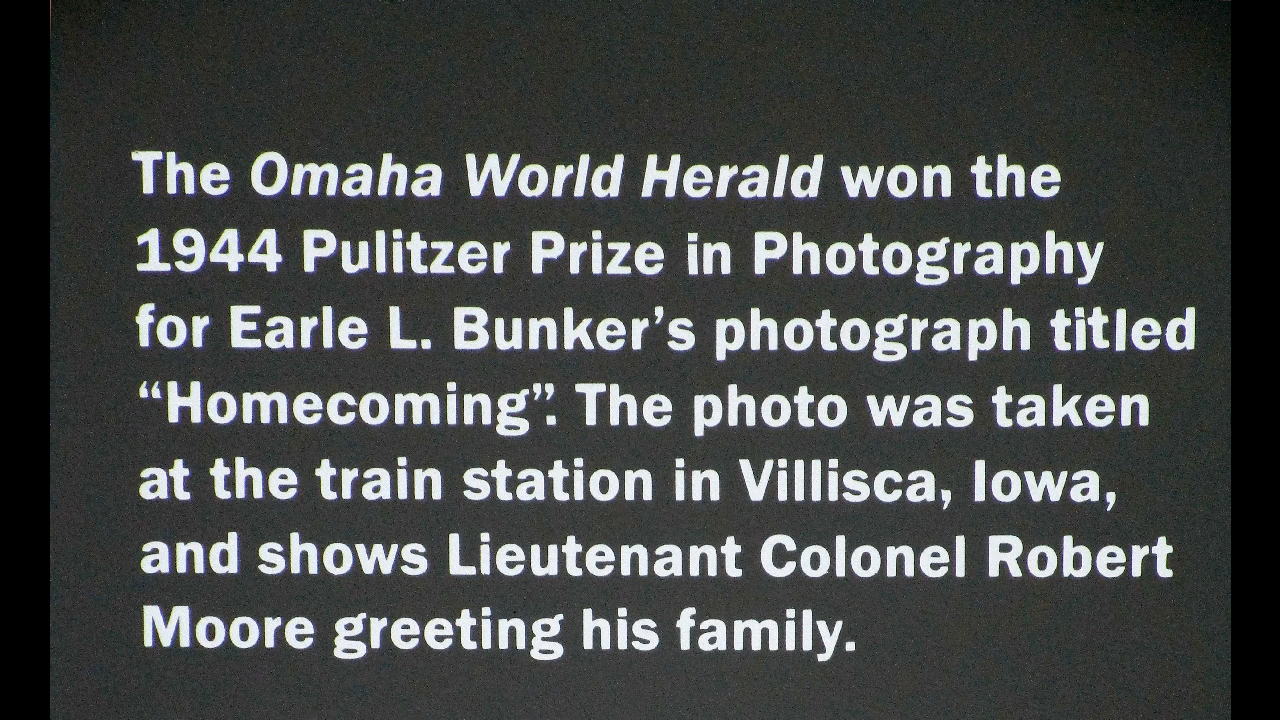 The Omaha World Herald won the
1944 Pulitzer Prize in Photography
for Earle L. Bunker’s photograph titled
“Homecoming”. The photo was taken
at the train station in Villisca, Iowa,
and shows Lieutenant Colonel Robert
Moore greeting his family.